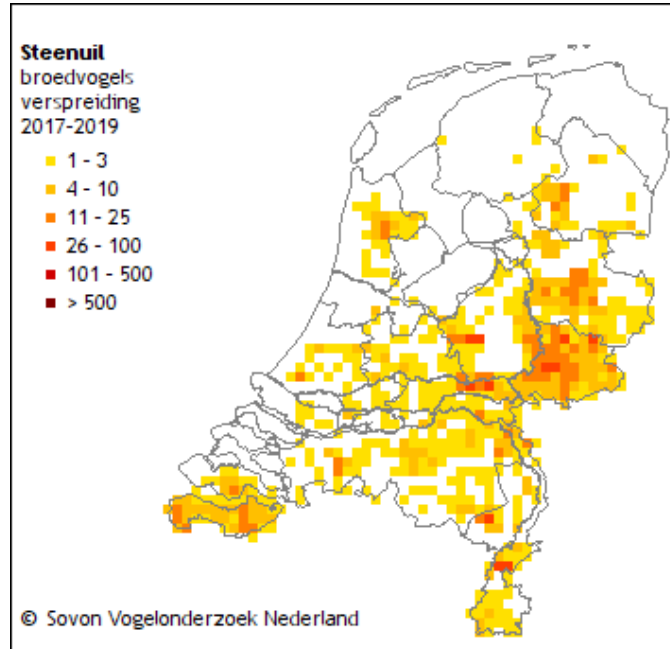 Steenuil
broedvogels
verspreiding
2017-2019
1 - 3
4 - 10
11 - 25
26 - 100
101 - 500
> 500
© Sovon Vogelonderzoek Nederland